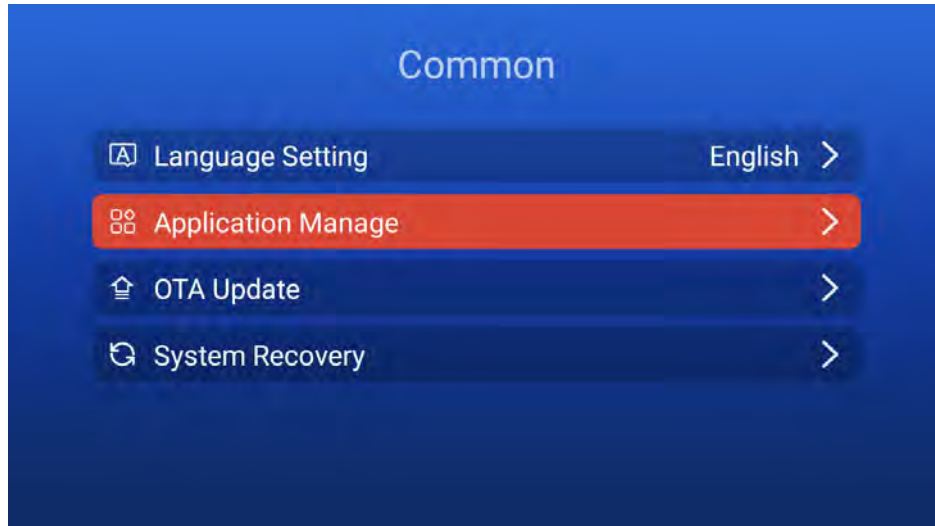 Common
Language Setting English
Application Manage
OTA Update
System Recovery